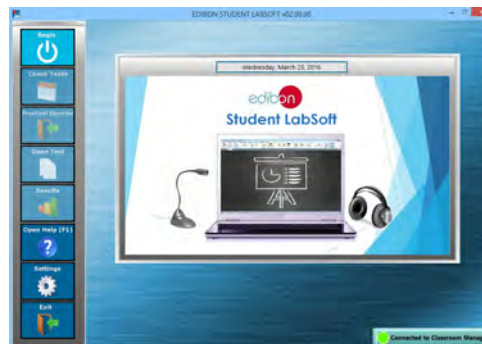 EDIBON STUDENT LABSOFT v02.00.00
Begin
Check Tasks
Practical Exercise
Open Test
Results
Open Help (F1)
Settings
Exit
Wednesday, March 23, 2016
edibon
Student LabSoft
Connected to Classroom Manag